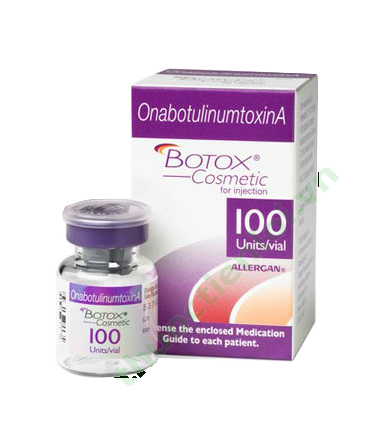 OnabotulinumtoxinA
BOTOX®
Cosmetic
for injection
100
Units/vial
ALLERGAN®
ense the enclosed Medication
Guide to each patient.
OnabotulinumtoxinA
BOTOX®
Cosmetic
100
Units/vial